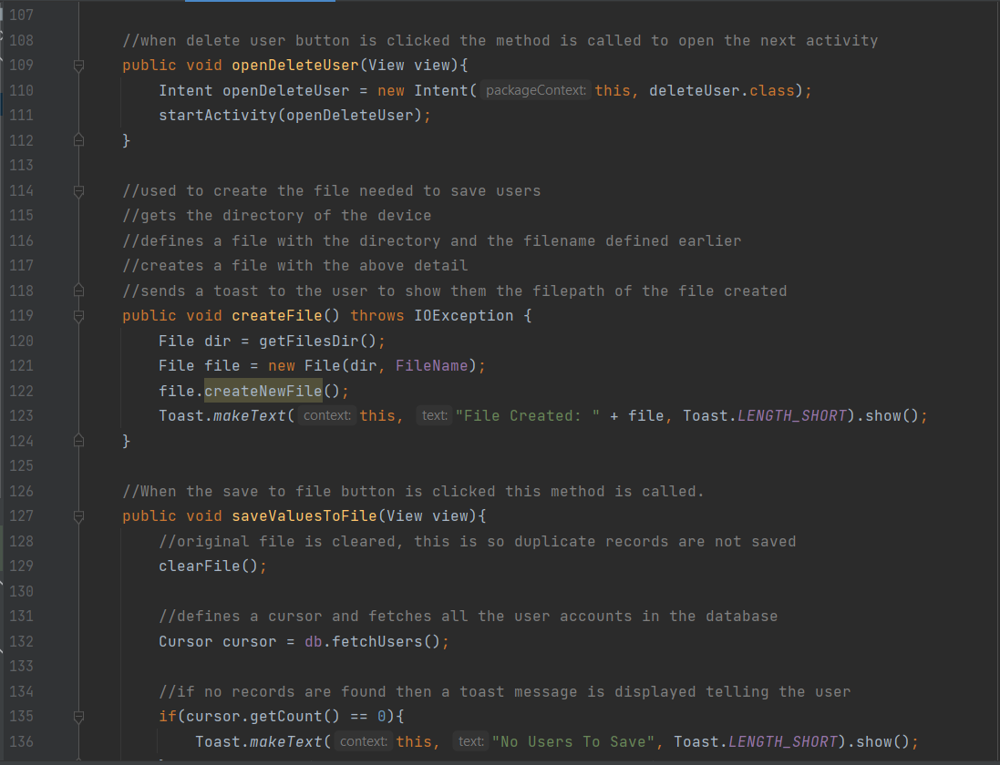 107
108 //when delete user button is clicked the method is called to open the next activity
109 public void openDeleteUser(View view){
110 Intent openDeleteUser = new Intent( packageContext: this, deleteUser.class);
111 startActivity(openDeleteUser);
112 }
113
114 //used to create the file needed to save users
115 //gets the directory of the device
116 //defines a file with the directory and the filename defined earlier
117 //creates a file with the above detail
118 //sends a toast to the user to show them the filepath of the file created
119 public void createFile() throws IOException {
120 File dir = getFilesDir();
121 File file = new File(dir, FileName);
122 file.createNewFile();
123 Toast.makeText( context: this, text: "File Created: " + file, Toast.LENGTH_SHORT).show();
124 }
125
126 //When the save to file button is clicked this method is called.
127 public void saveValuesToFile(View view){
128 //original file is cleared, this is so duplicate records are not saved
129 clearFile();
130
131 //defines a cursor and fetches all the user accounts in the database
132 Cursor cursor = db.fetchUsers();
133
134 //if no records are found then a toast message is displayed telling the user
135 if(cursor.getCount() == 0){
136 Toast.makeText( context: this, text: "No Users To Save", Toast.LENGTH_SHORT).show();